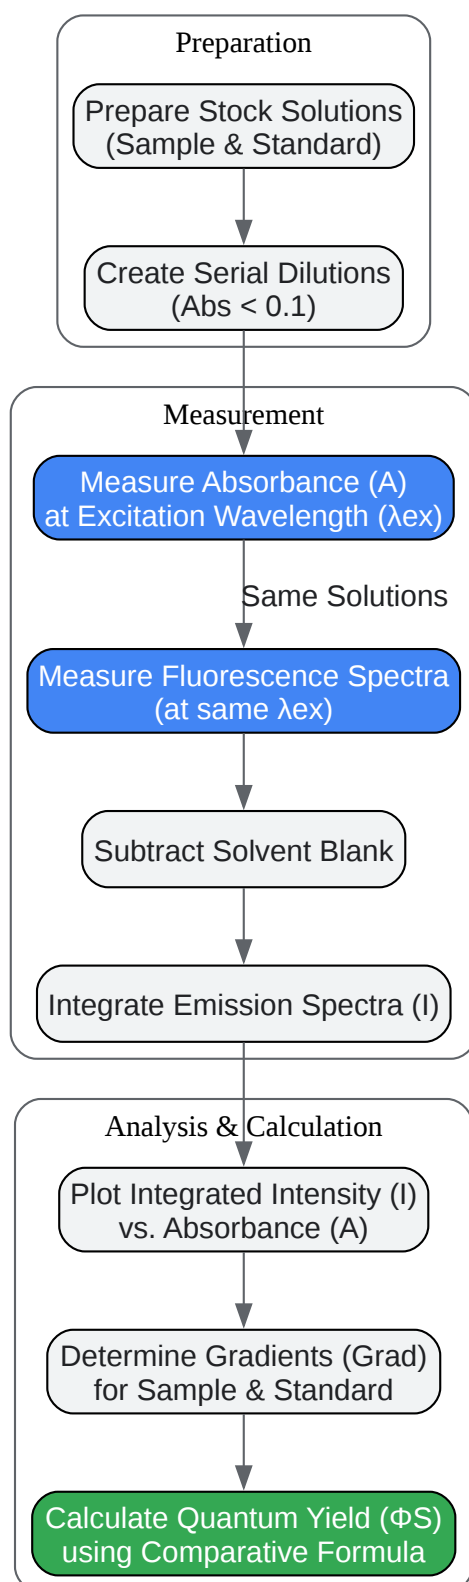 Preparation
Prepare Stock Solutions
(Sample & Standard)
Create Serial Dilutions
(Abs < 0.1)
Measurement
Measure Absorbance (A)
at Excitation Wavelength (λex)
Same Solutions
Measure Fluorescence Spectra
(at same λex)
Subtract Solvent Blank
Integrate Emission Spectra (I)
Analysis & Calculation
Plot Integrated Intensity (I)
vs. Absorbance (A)
Determine Gradients (Grad)
for Sample & Standard
Calculate Quantum Yield (ΦS)
using Comparative Formula